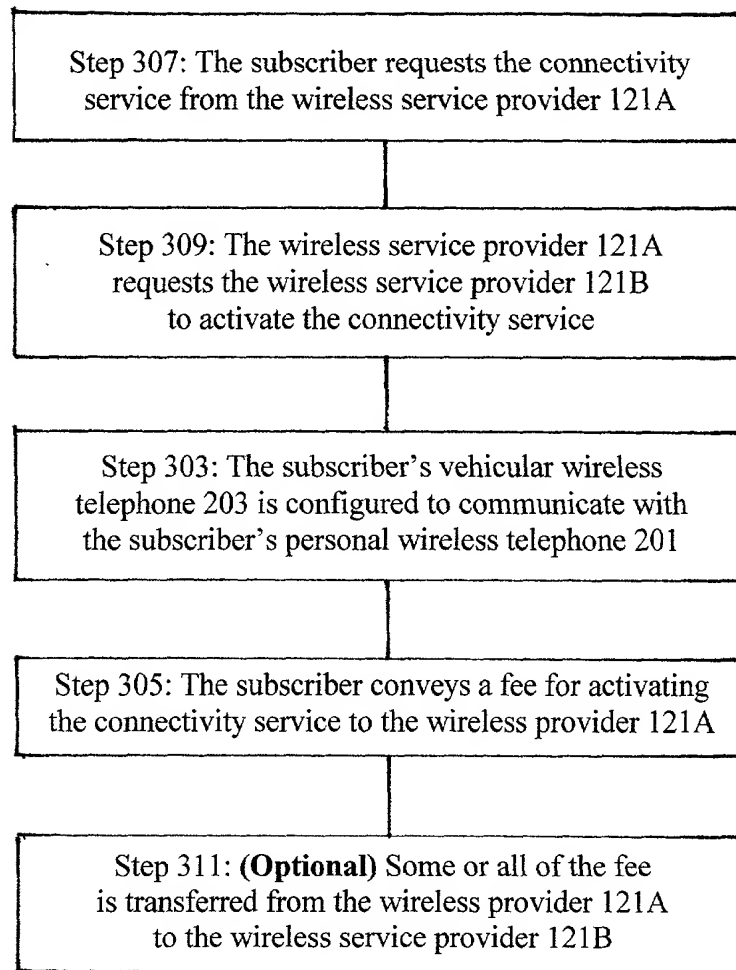 Step 307: The subscriber requests the connectivity
service from the wireless service provider 121A
Step 309: The wireless service provider 121A
requests the wireless service provider 121B
to activate the connectivity service
Step 303: The subscriber's vehicular wireless
telephone 203 is configured to communicate with
the subscriber's personal wireless telephone 201
Step 305: The subscriber conveys a fee for activating
the connectivity service to the wireless provider 121A
Step 311: (Optional) Some or all of the fee
is transferred from the wireless provider 121A
to the wireless service provider 121B